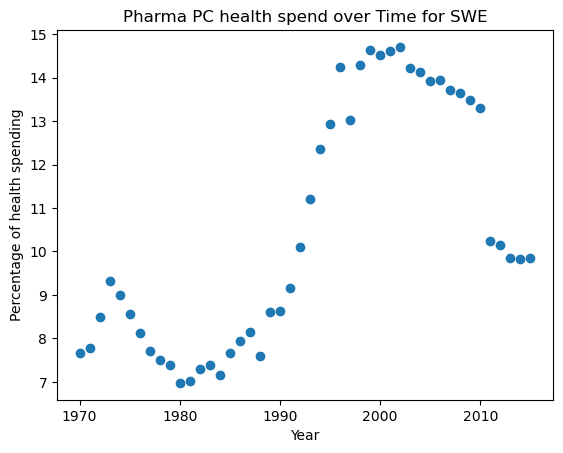 Pharma PC health spend over Time for SWE
15
14
13
12
11
10
9
8
7
Percentage of health spending
1970 1980 1990 2000 2010
Year